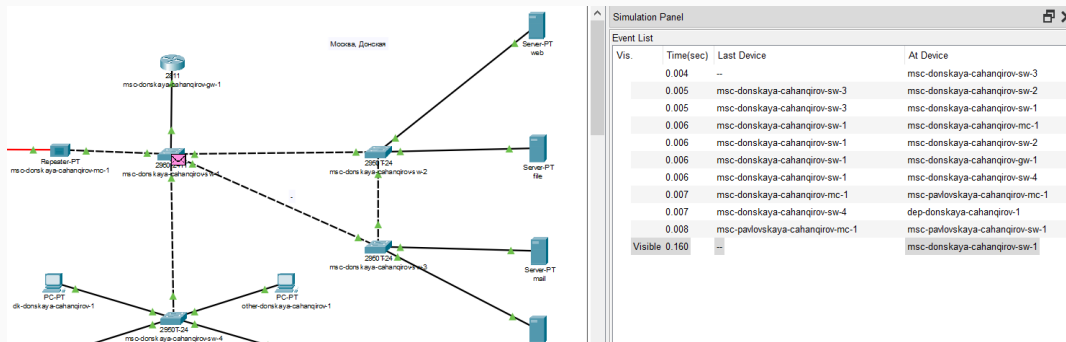 Москва, Донская
Server-PT
web
2811
msc-donskaya-cahanqirov-gw-1
Repeater-PT
msc-donskaya-cahanqirov-mc-1
msc-donskaya-cahanqirov-sw-1
2950T-24
msc-donskaya-cahanqirov-sw-2
Server-PT
file
2950T-24
msc-donskaya-cahanqirov-sw-3
Server-PT
mail
PC-PT
dk-donskaya-cahanqirov-1
PC-PT
other-donskaya-cahanqirov-1
2950T-24
msc-donskaya-cahanqirov-sw-4
Simulation Panel
Event List
Vis. Time(sec) Last Device At Device
0.004 -- msc-donskaya-cahanqirov-sw-3
0.005 msc-donskaya-cahanqirov-sw-3 msc-donskaya-cahanqirov-sw-2
0.005 msc-donskaya-cahanqirov-sw-3 msc-donskaya-cahanqirov-sw-1
0.006 msc-donskaya-cahanqirov-sw-1 msc-donskaya-cahanqirov-mc-1
0.006 msc-donskaya-cahanqirov-sw-1 msc-donskaya-cahanqirov-sw-2
0.006 msc-donskaya-cahanqirov-sw-1 msc-donskaya-cahanqirov-gw-1
0.006 msc-donskaya-cahanqirov-sw-1 msc-donskaya-cahanqirov-sw-4
0.007 msc-donskaya-cahanqirov-mc-1 msc-pavlovskaya-cahanqirov-mc-1
0.007 msc-donskaya-cahanqirov-sw-4 dep-donskaya-cahanqirov-1
0.008 msc-pavlovskaya-cahanqirov-mc-1 msc-pavlovskaya-cahanqirov-sw-1
Visible 0.160 -- msc-donskaya-cahanqirov-sw-1